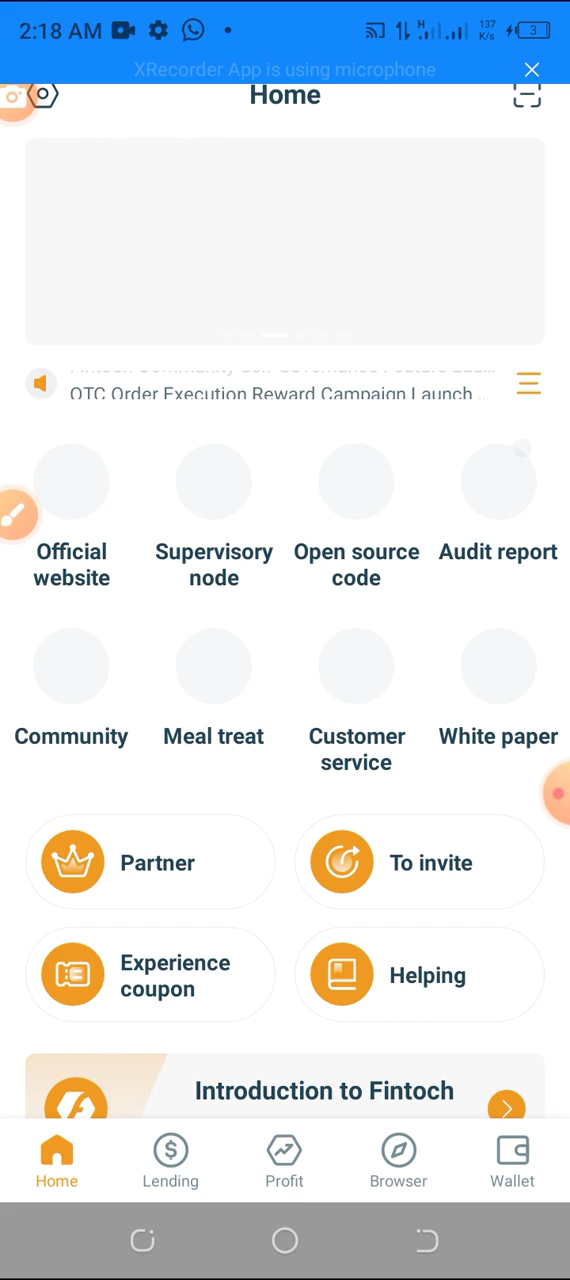 2:18 AM
H
137
K/s
3
XRecorder App is using microphone
Home
OTC Order Execution Reward Campaign Launch ...
Official
website
Supervisory
node
Open source
code
Audit report
Community
Meal treat
Customer
service
White paper
Partner
To invite
Experience
coupon
Helping
Introduction to Fintoch
Home
Lending
Profit
Browser
Wallet